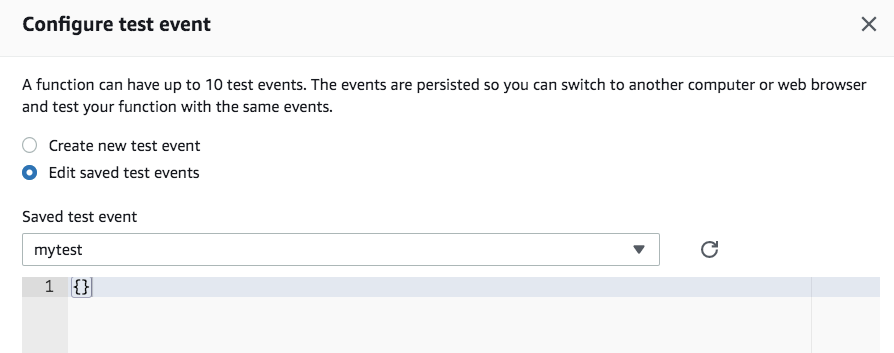 Configure test event
A function can have up to 10 test events. The events are persisted so you can switch to another computer or web browser
and test your function with the same events.
Create new test event
Edit saved test events
Saved test event
mytest
1 {}